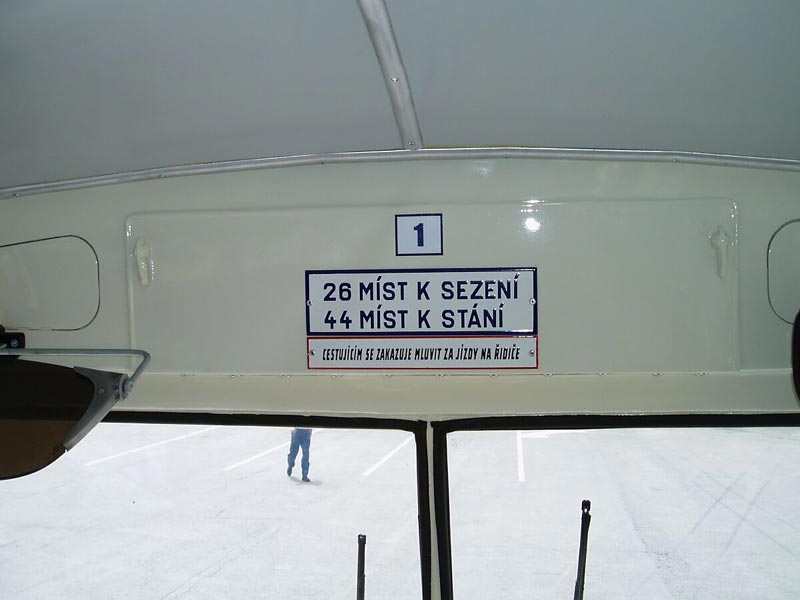 1
26 MÍST K SEZENÍ
44 MÍST K STÁNÍ
CESTUJÍCÍM SE ZAKAZUJE MLUVIT ZA JÍZDY NA ŘIDIČE